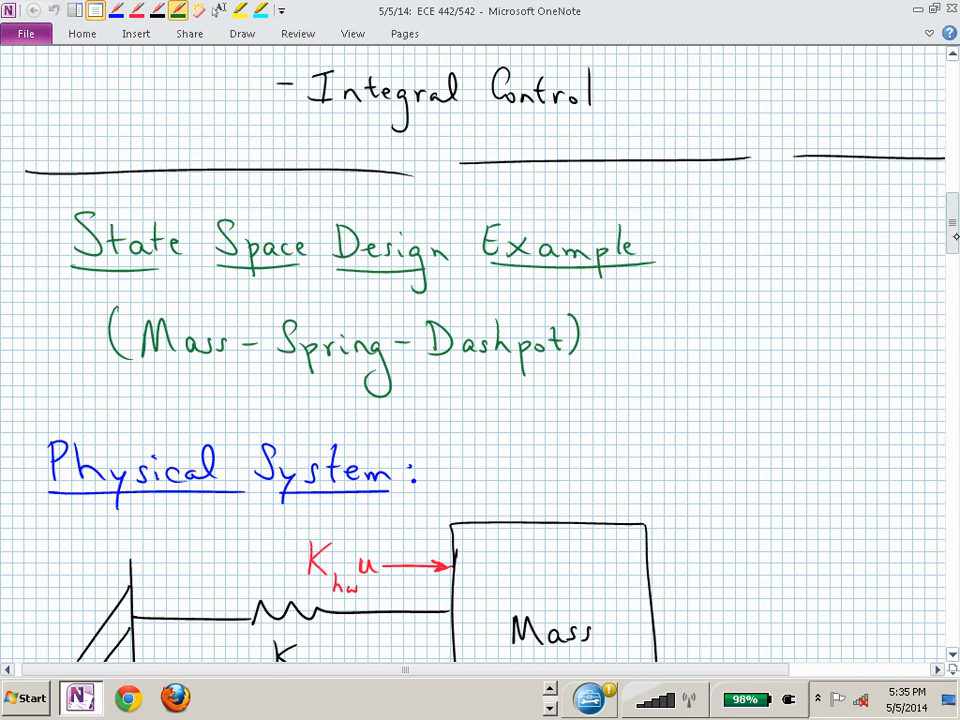 5/5/14: ECE 442/542 - Microsoft OneNote
File Home Insert Share Draw Review View Pages
- Integral Control
State Space Design Example
(Mass - Spring - Dashpot)
Physical System:
K_hw u
Mass
K
Start
98%
5:35 PM
5/5/2014